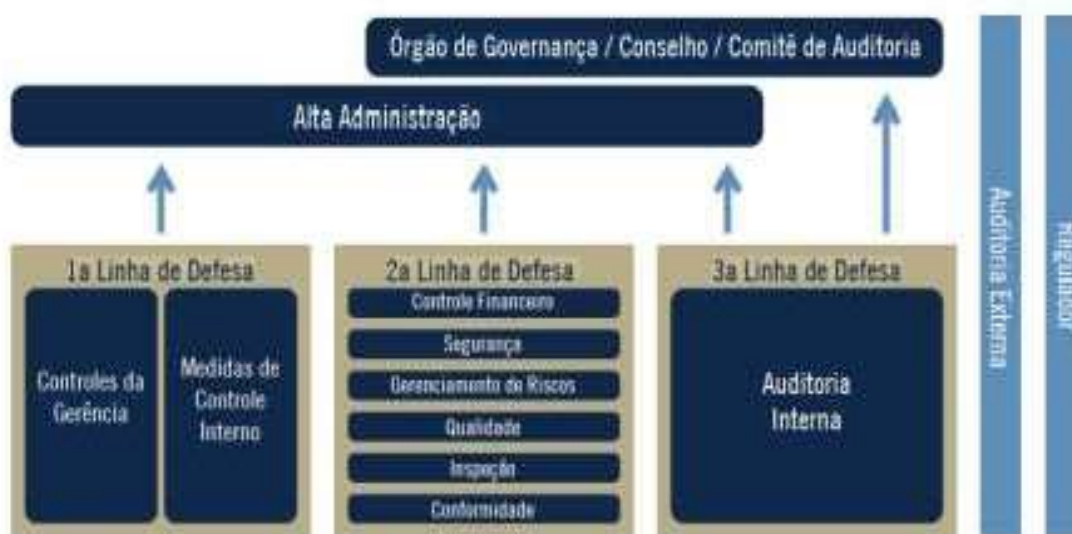 Órgão de Governança / Conselho / Comitê de Auditoria
Alta Administração
1a Linha de Defesa
Controles da
Gerência
Medidas de
Controle
Interno
2a Linha de Defesa
Controle Financeiro
Segurança
Gerenciamento de Riscos
Qualidade
Inspeção
Conformidade
3a Linha de Defesa
Auditoria
Interna
Auditoria Externa
Regulador